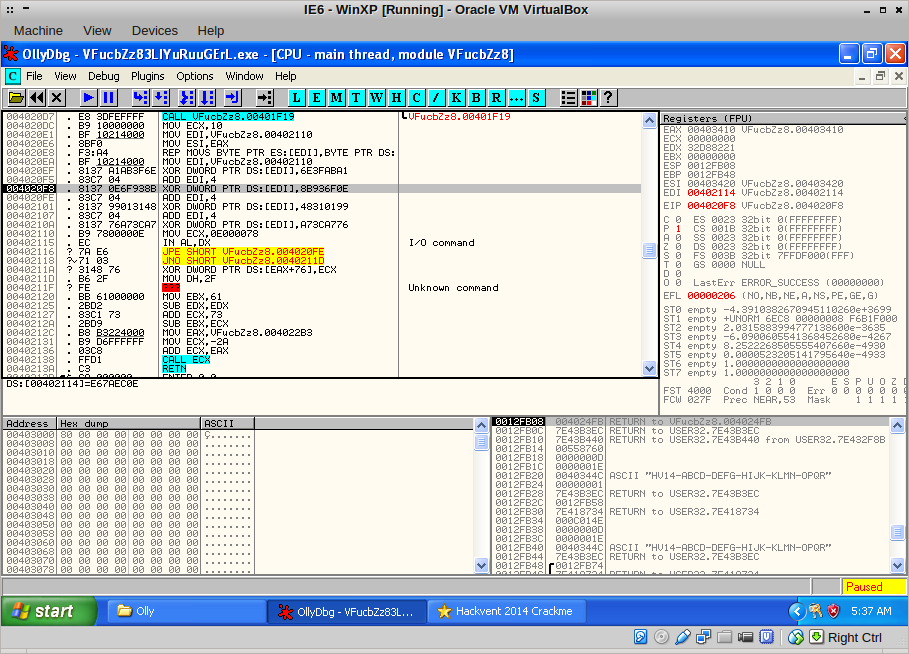 IE6 - WinXP [Running] - Oracle VM VirtualBox
Machine View Devices Help
OllyDbg - VFucbZz83LIYuRuuGErL.exe - [CPU - main thread, module VFucbZz8]
C File View Debug Plugins Options Window Help
L E M T W H C / K B R ... S ?
004020D7 . E8 3DFEFFFF CALL VFucbZz8.00401F19 VFucbZz8.00401F19
004020DC . B9 10000000 MOV ECX,10
004020E1 . BF 10214000 MOV EDI,VFucbZz8.00402110
004020E6 . 8BF0 MOV ESI,EAX
004020E8 . F3:A4 REP MOVS BYTE PTR ES:[EDI],BYTE PTR DS:
004020EA . BF 10214000 MOV EDI,VFucbZz8.00402110
004020EF . 8137 A1AB3F6E XOR DWORD PTR DS:[EDI],6E3FABA1
004020F5 . 83C7 04 ADD EDI,4
004020F8 . 8137 0E6F938B XOR DWORD PTR DS:[EDI],8B936F0E
004020FE . 83C7 04 ADD EDI,4
00402101 . 8137 99013148 XOR DWORD PTR DS:[EDI],48310199
00402107 . 83C7 04 ADD EDI,4
0040210A . 8137 76A73CA7 XOR DWORD PTR DS:[EDI],A73CA776
00402110 . B9 7800000E MOV ECX,0E000078
00402115 . EC IN AL,DX I/O command
00402116 ? 7A E6 JPE SHORT VFucbZz8.004020FE
00402118 ?~71 03 JNO SHORT VFucbZz8.0040211D
0040211A ? 3148 76 XOR DWORD PTR DS:[EAX+76],ECX
0040211D . B6 2F MOV DH,2F
0040211F ? FE ??? Unknown command
00402120 . BB 61000000 MOV EBX,61
00402125 . 2BD2 SUB EDX,EDX
00402127 . 83C1 73 ADD ECX,73
0040212A . 2BD9 SUB EBX,ECX
0040212C . B8 B3224000 MOV EAX,VFucbZz8.004022B3
00402131 . B9 D6FFFFFF MOV ECX,-2A
00402136 . 03C8 ADD ECX,EAX
00402138 . FFD1 CALL ECX
0040213A . C3 RETN
DS:[00402114]=E67AEC0E
Registers (FPU)
EAX 00403410 VFucbZz8.00403410
ECX 00000000
EDX 32D88221
EBX 00000000
ESP 0012FB08
EBP 0012FB48
ESI 00403420 VFucbZz8.00403420
EDI 00402114 VFucbZz8.00402114
EIP 004020F8 VFucbZz8.004020F8
C 0 ES 0023 32bit 0(FFFFFFFF)
P 1 CS 001B 32bit 0(FFFFFFFF)
A 0 SS 0023 32bit 0(FFFFFFFF)
Z 0 DS 0023 32bit 0(FFFFFFFF)
S 0 FS 003B 32bit 7FFDF000(FFF)
T 0 GS 0000 NULL
D 0
O 0 LastErr ERROR_SUCCESS (00000000)
EFL 00000206 (NO,NB,NE,A,NS,PE,GE,G)
ST0 empty -4.3910382670945110260e+3699
ST1 empty +UNORM 6EC8 00000008 F6B1F000
ST2 empty 2.0315883994777138600e-3635
ST3 empty -6.0900605541368452680e-4267
ST4 empty 8.2522268505555407660e-4930
ST5 empty 0.0000523205141795640e-4933
ST6 empty 1.0000000000000000000
ST7 empty 1.0000000000000000000
3 2 1 0 E S P U O Z D
FST 4000 Cond 1 0 0 0 Err 0 0 0 0 0 0 0
FCW 027F Prec NEAR,53 Mask 1 1 1 1 1
Address Hex dump ASCII
00403000 80 00 00 00 00 00 00 00 Ç.......
00403008 00 00 00 00 00 00 00 00 ........
00403010 00 00 00 00 00 00 00 00 ........
00403018 00 00 00 00 00 00 00 00 ........
00403020 00 00 00 00 00 00 00 00 ........
00403028 00 00 00 00 00 00 00 00 ........
00403030 00 00 00 00 00 00 00 00 ........
00403038 00 00 00 00 00 00 00 00 ........
00403040 00 00 00 00 00 00 00 00 ........
00403048 00 00 00 00 00 00 00 00 ........
00403050 00 00 00 00 00 00 00 00 ........
00403058 00 00 00 00 00 00 00 00 ........
00403060 00 00 00 00 00 00 00 00 ........
00403068 00 00 00 00 00 00 00 00 ........
00403070 00 00 00 00 00 00 00 00 ........
00403078 00 00 00 00 00 00 00 00 ........
0012FB08 004024FB RETURN to VFucbZz8.004024FB
0012FB0C 7E43B3EC RETURN to USER32.7E43B3EC
0012FB10 7E43B440 RETURN to USER32.7E43B440 from USER32.7E432F8B
0012FB14 00558760
0012FB18 0000000D
0012FB1C 0000001E
0012FB20 0040344C ASCII "HV14-ABCD-DEFG-HIJK-KLMN-OPQR"
0012FB24 00000001
0012FB28 7E43B3EC RETURN to USER32.7E43B3EC
0012FB2C 0012FB58
0012FB30 7E418734 RETURN to USER32.7E418734
0012FB34 000C014E
0012FB38 0000000D
0012FB3C 0000001E
0012FB40 0040344C ASCII "HV14-ABCD-DEFG-HIJK-KLMN-OPQR"
0012FB44 7E43B3EC RETURN to USER32.7E43B3EC
0012FB48 0012FB74
Paused
start Olly OllyDbg - VFucbZz83L... Hackvent 2014 Crackme 5:37 AM
Right Ctrl